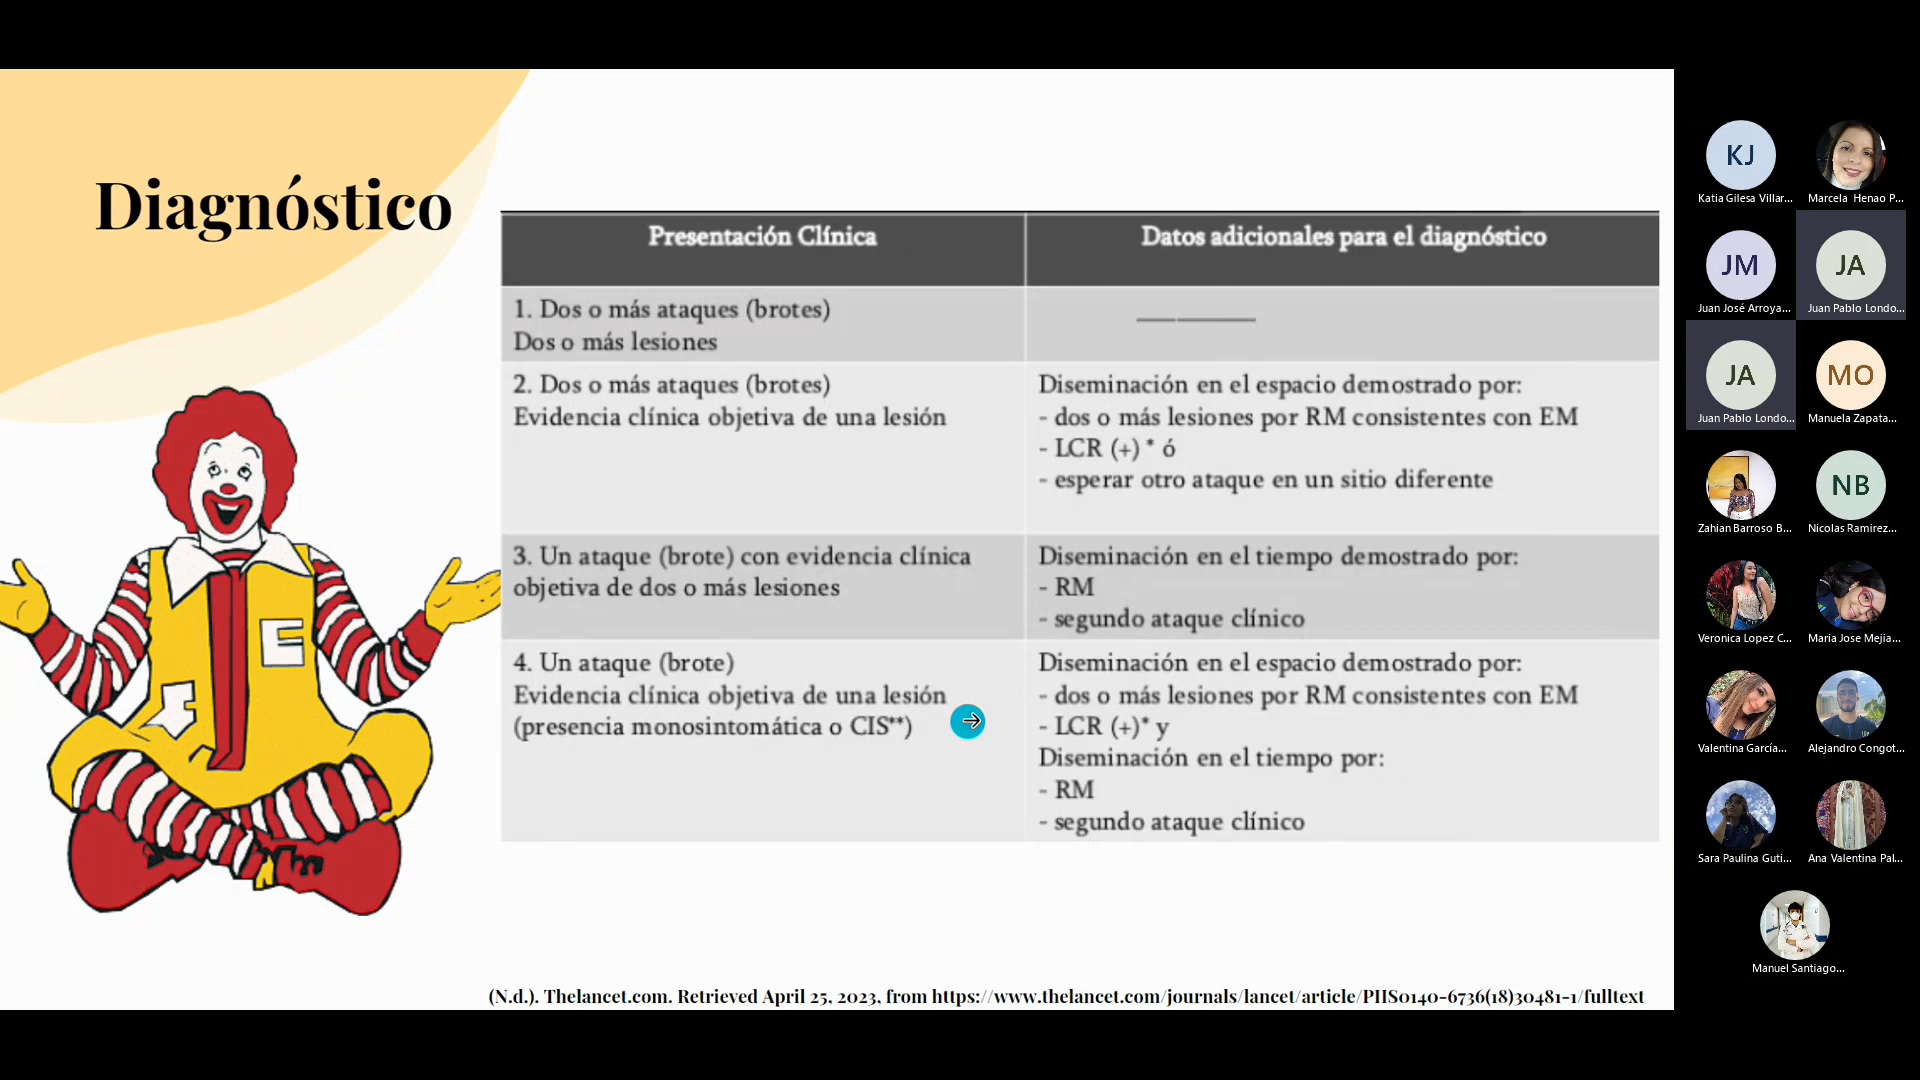 Diagnóstico
Presentación Clínica
Datos adicionales para el diagnóstico
1. Dos o más ataques (brotes)
Dos o más lesiones
2. Dos o más ataques (brotes)
Evidencia clínica objetiva de una lesión
Diseminación en el espacio demostrado por:
- dos o más lesiones por RM consistentes con EM
- LCR (+) * ó
- esperar otro ataque en un sitio diferente
3. Un ataque (brote) con evidencia clínica
objetiva de dos o más lesiones
Diseminación en el tiempo demostrado por:
- RM
- segundo ataque clínico
4. Un ataque (brote)
Evidencia clínica objetiva de una lesión
(presencia monosintomática o CIS**)
Diseminación en el espacio demostrado por:
- dos o más lesiones por RM consistentes con EM
- LCR (+)* y
Diseminación en el tiempo por:
- RM
- segundo ataque clínico
(N.d.). Thelancet.com. Retrieved April 25, 2023, from https://www.thelancet.com/journals/lancet/article/PIIS0140-6736(18)30481-1/fulltext
KJ
Katia Gilesa Villar...
Marcela Henao P...
JM
Juan José Arroya...
JA
Juan Pablo Londo...
JA
Juan Pablo Londo...
MO
Manuela Zapata...
Zahian Barroso B...
NB
Nicolas Ramirez...
Veronica Lopez C...
Maria Jose Mejia...
Valentina García...
Alejandro Congot...
Sara Paulina Guti...
Ana Valentina Pal...
Manuel Santiago...